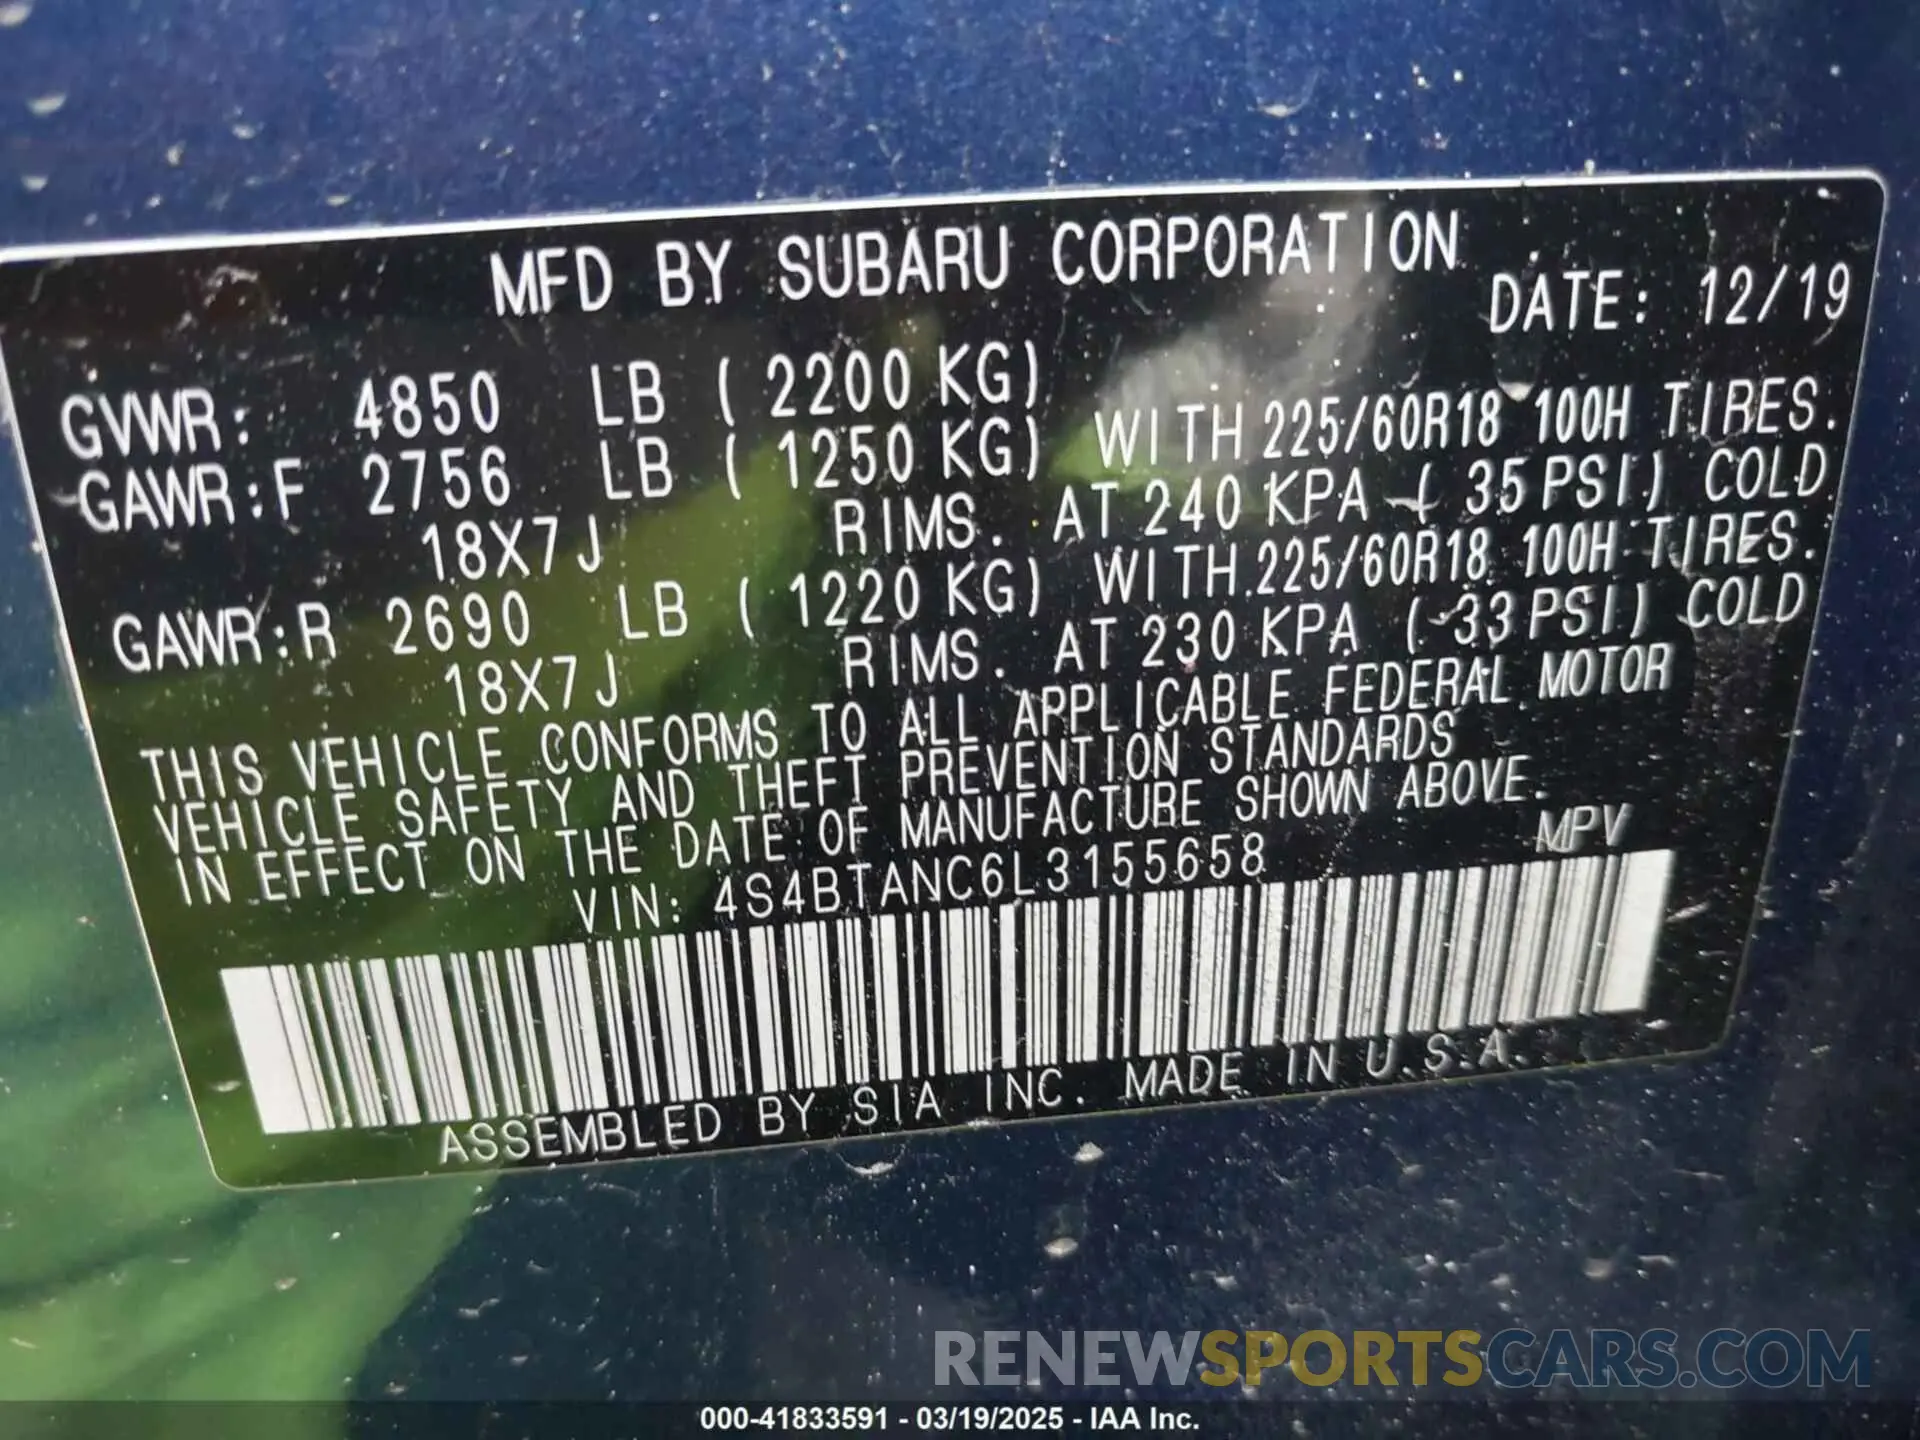 MFD BY SUBARU CORPORATION
DATE: 12/19
GVWR: 4850 LB ( 2200 KG)
GAWR:F 2756 LB ( 1250 KG) WITH 225/60R18 100H TIRES.
18X7J RIMS. AT 240 KPA ( 35 PSI) COLD
GAWR:R 2690 LB ( 1220 KG) WITH 225/60R18 100H TIRES.
18X7J RIMS. AT 230 KPA ( 33 PSI) COLD
THIS VEHICLE CONFORMS TO ALL APPLICABLE FEDERAL MOTOR
VEHICLE SAFETY AND THEFT PREVENTION STANDARDS
IN EFFECT ON THE DATE OF MANUFACTURE SHOWN ABOVE.
VIN: 4S4BTANC6L3155658 MPV
ASSEMBLED BY SIA INC. MADE IN U.S.A.
RENEWSPORTSCARS.COM
000-41833591 - 03/19/2025 - IAA Inc.